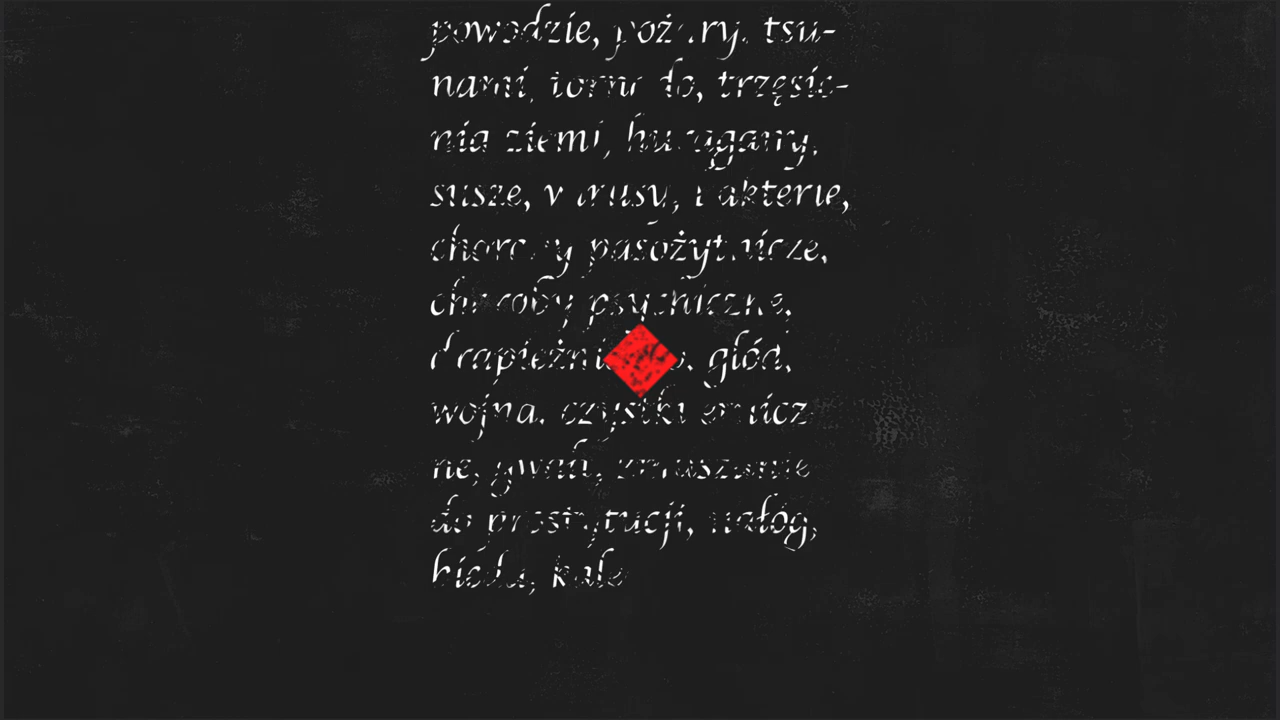 powodzie, pożary, tsu-
nami, tornado, trzęsie-
nia ziemi, huragany,
susze, wirusy, bakterie,
choroby pasożytnicze,
choroby psychiczne,
głód,
wojna, czystki etnicz
ne, gwałt, zmuszanie
do prostytucji, nałóg,
bieda, kale